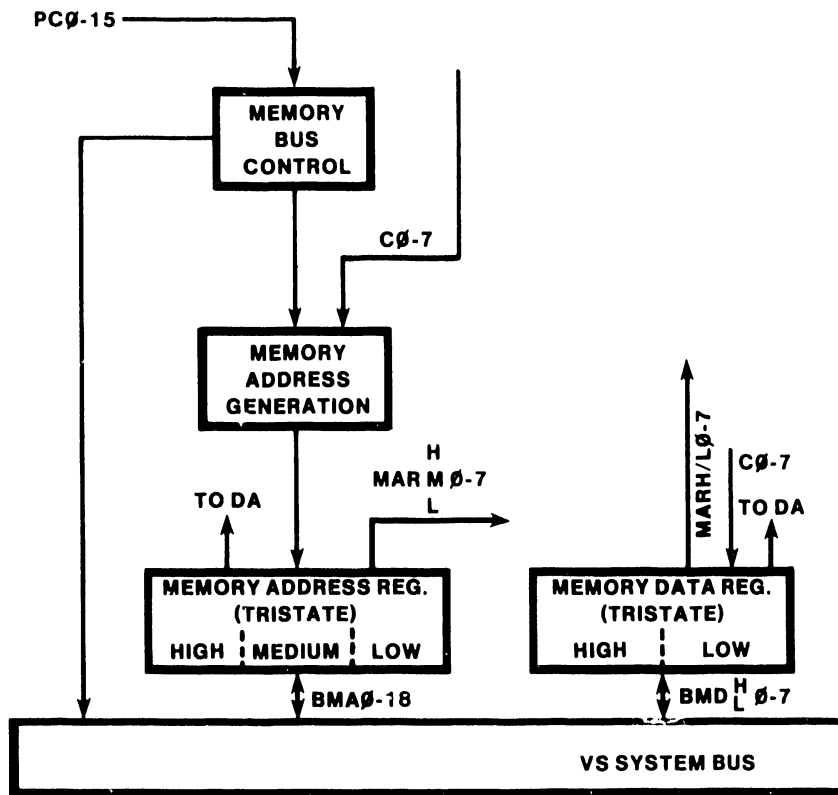 PCØ-15
MEMORY
BUS
CONTROL
CØ-7
MEMORY
ADDRESS
GENERATION
H
MAR M Ø-7
L
TO DA
MARH/LØ-7
CØ-7
TO DA
MEMORY ADDRESS REG.
(TRISTATE)
HIGH MEDIUM LOW
MEMORY DATA REG.
(TRISTATE)
HIGH LOW
BMAØ-18
BMD H Ø-7
L
VS SYSTEM BUS